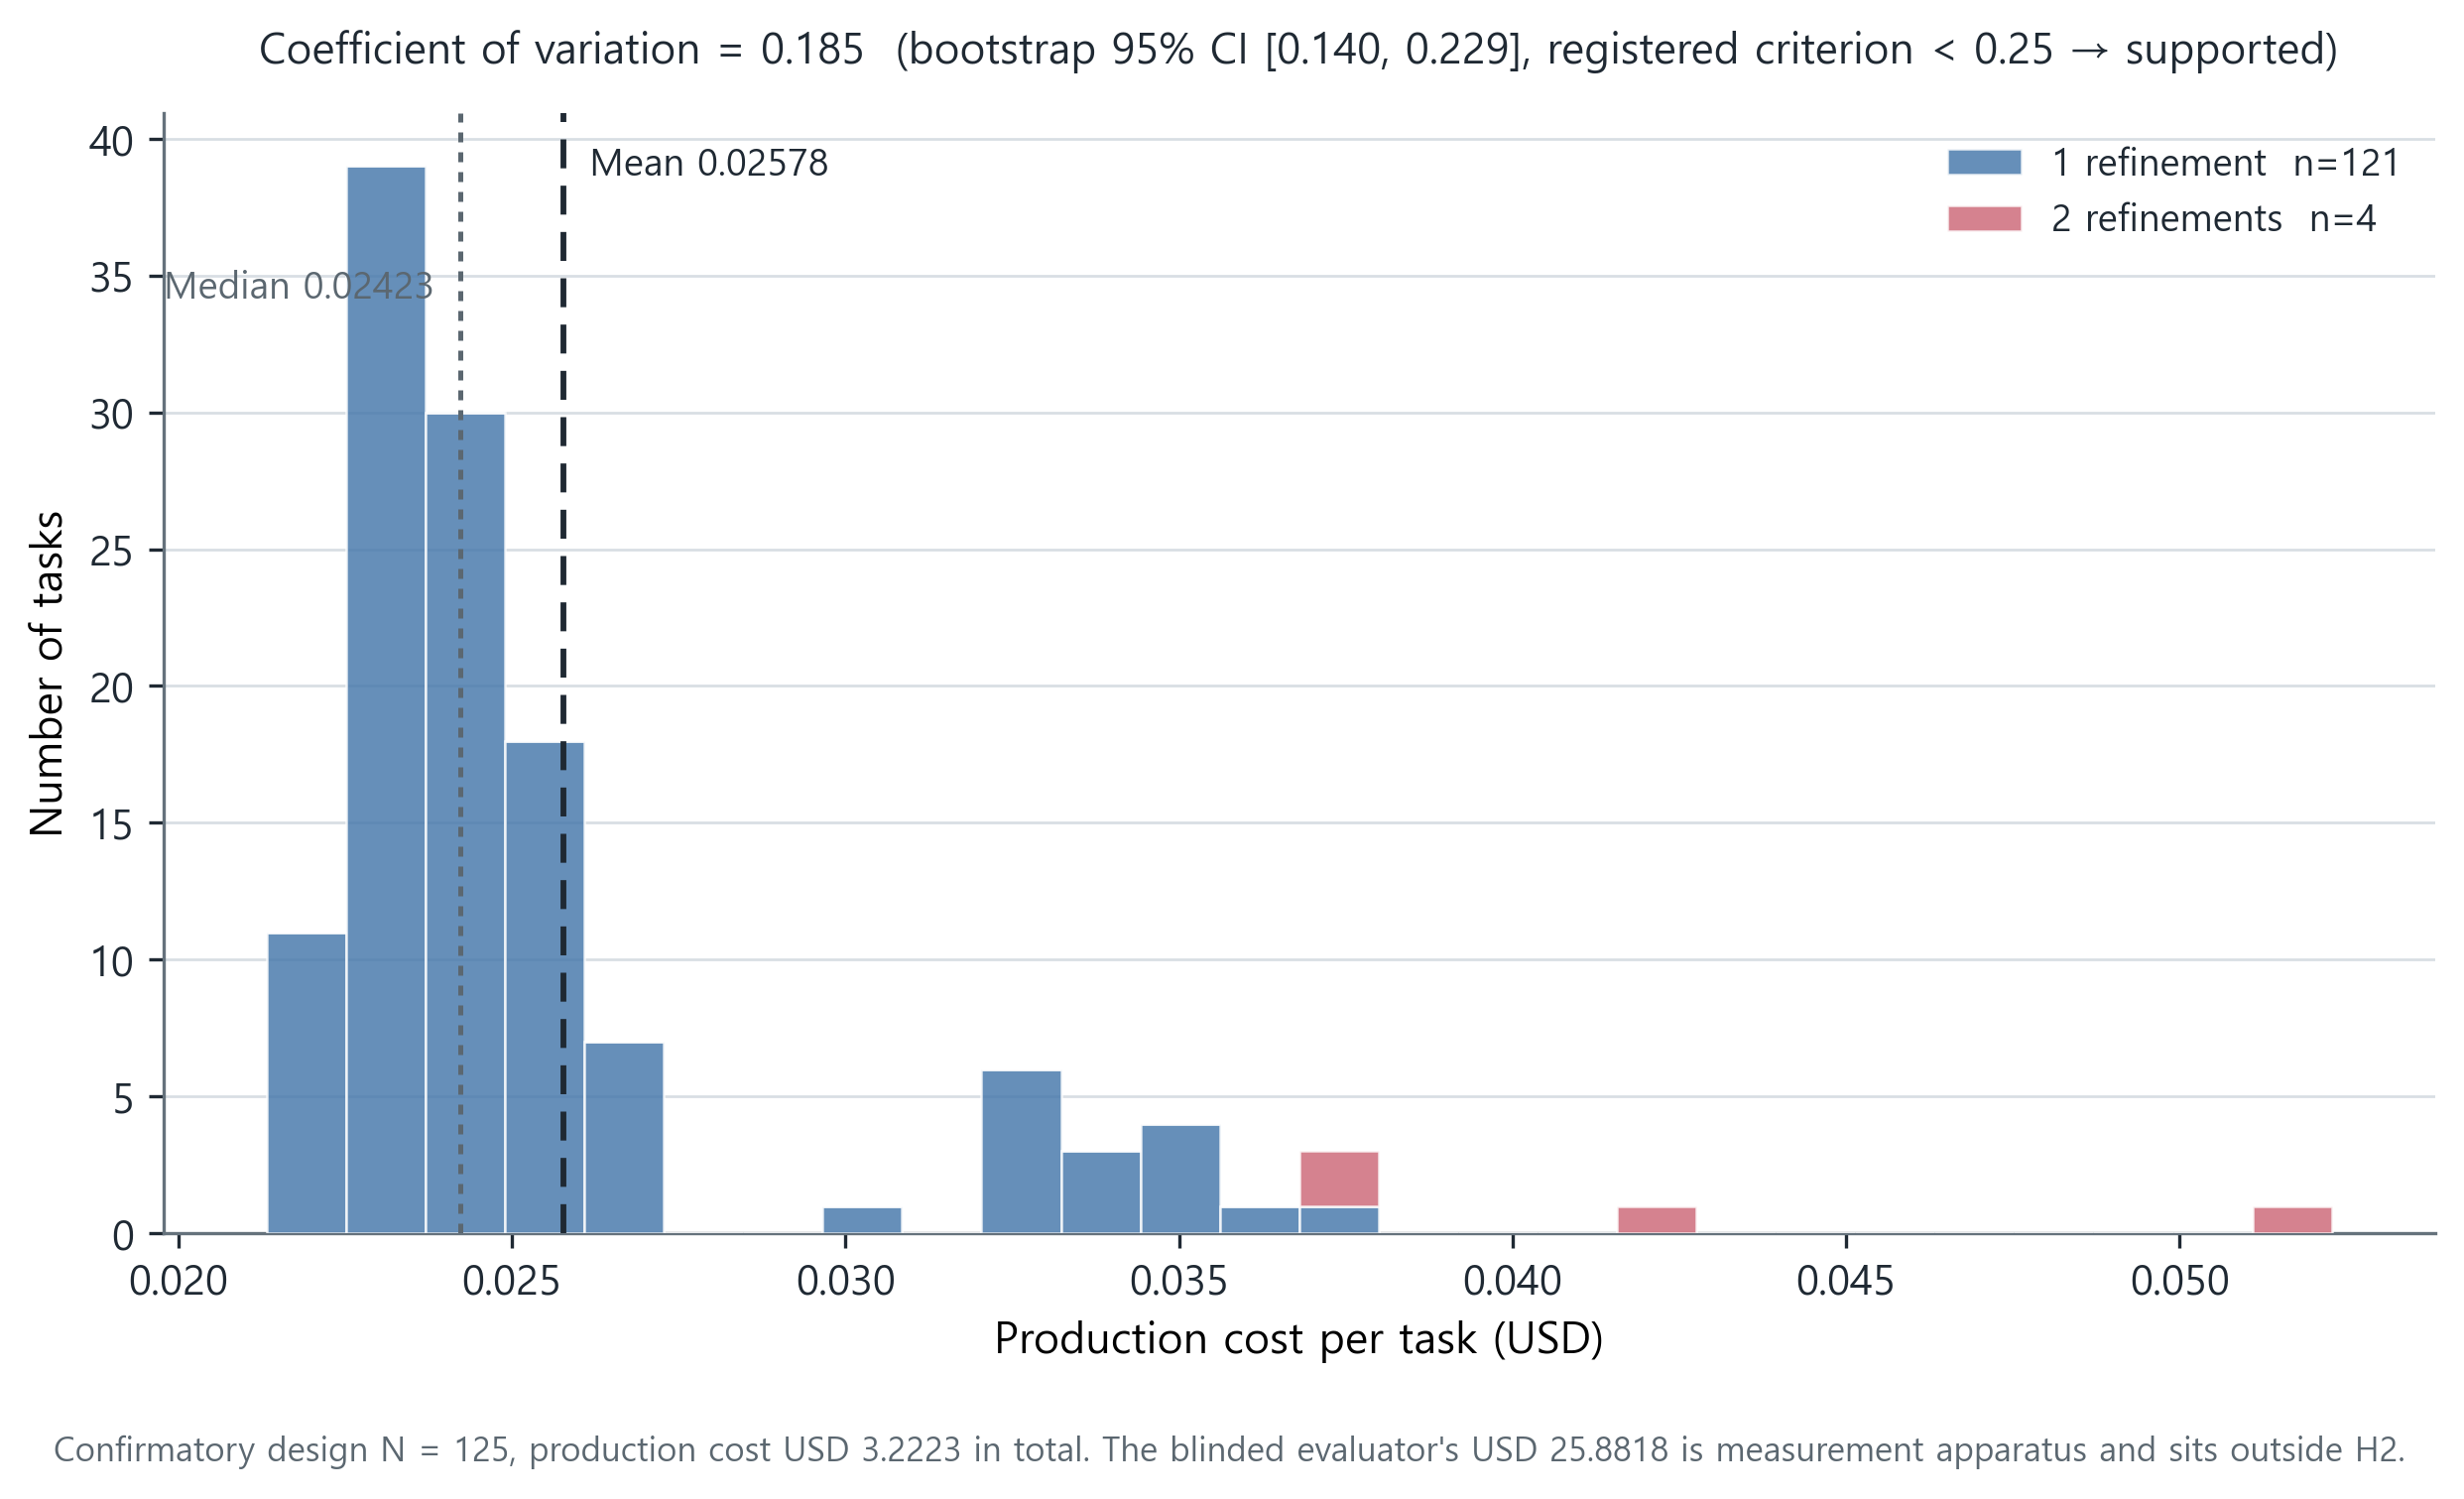 Coefficient of variation = 0.185 (bootstrap 95% CI [0.140, 0.229], registered criterion < 0.25 → supported)
Mean 0.02578
Median 0.02423
1 refinement n=121
2 refinements n=4
Number of tasks
40
35
30
25
20
15
10
5
0
0.020 0.025 0.030 0.035 0.040 0.045 0.050
Production cost per task (USD)
Confirmatory design N = 125, production cost USD 3.2223 in total. The blinded evaluator's USD 25.8818 is measurement apparatus and sits outside H2.